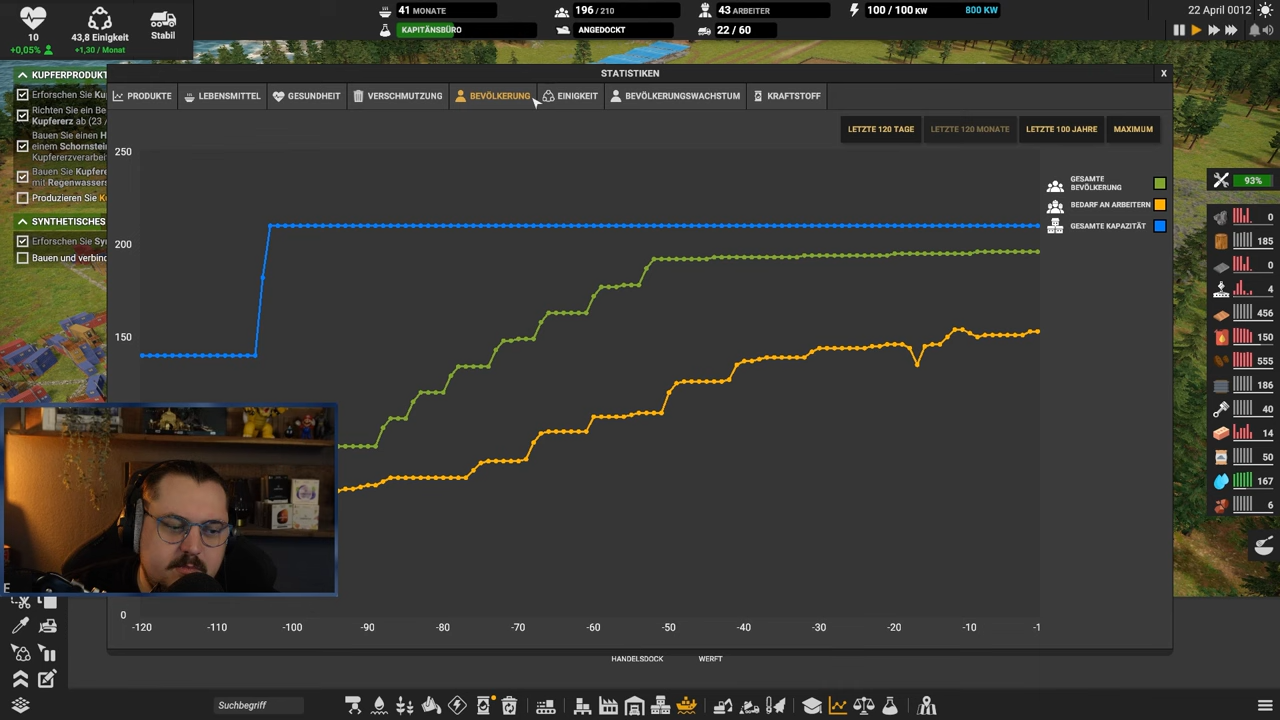 10
+0,05%
43,8 Einigkeit
+1,30 / Monat
Stabil
41 MONATE
KAPITÄNSBÜRO
196 / 210
ANGEDOCKT
43 ARBEITER
22 / 60
100 / 100 KW
800 KW
22 April 0012
STATISTIKEN
X
PRODUKTE
LEBENSMITTEL
GESUNDHEIT
VERSCHMUTZUNG
BEVÖLKERUNG
EINIGKEIT
BEVÖLKERUNGSWACHSTUM
KRAFTSTOFF
LETZTE 120 TAGE
LETZTE 120 MONATE
LETZTE 100 JAHRE
MAXIMUM
KUPFERPRODUKT
Erforschen Sie Ku
Richten Sie ein Be
Kupfererz ab (23 /
Bauen Sie einen H
einem Schornstein
Kupfererzverarbeit
Bauen Sie Kupfere
mit Regenwassers
Produzieren Sie Ku
SYNTHETISCHES
Erforschen Sie Syn
Bauen und verbind
250
200
150
0
-120
-110
-100
-90
-80
-70
-60
-50
-40
-30
-20
-10
-1
GESAMTE
BEVÖLKERUNG
BEDARF AN ARBEITERN
GESAMTE KAPAZITÄT
93%
0
185
0
4
456
150
555
186
40
14
50
167
6
HANDELSDOCK
WERFT
Suchbegriff